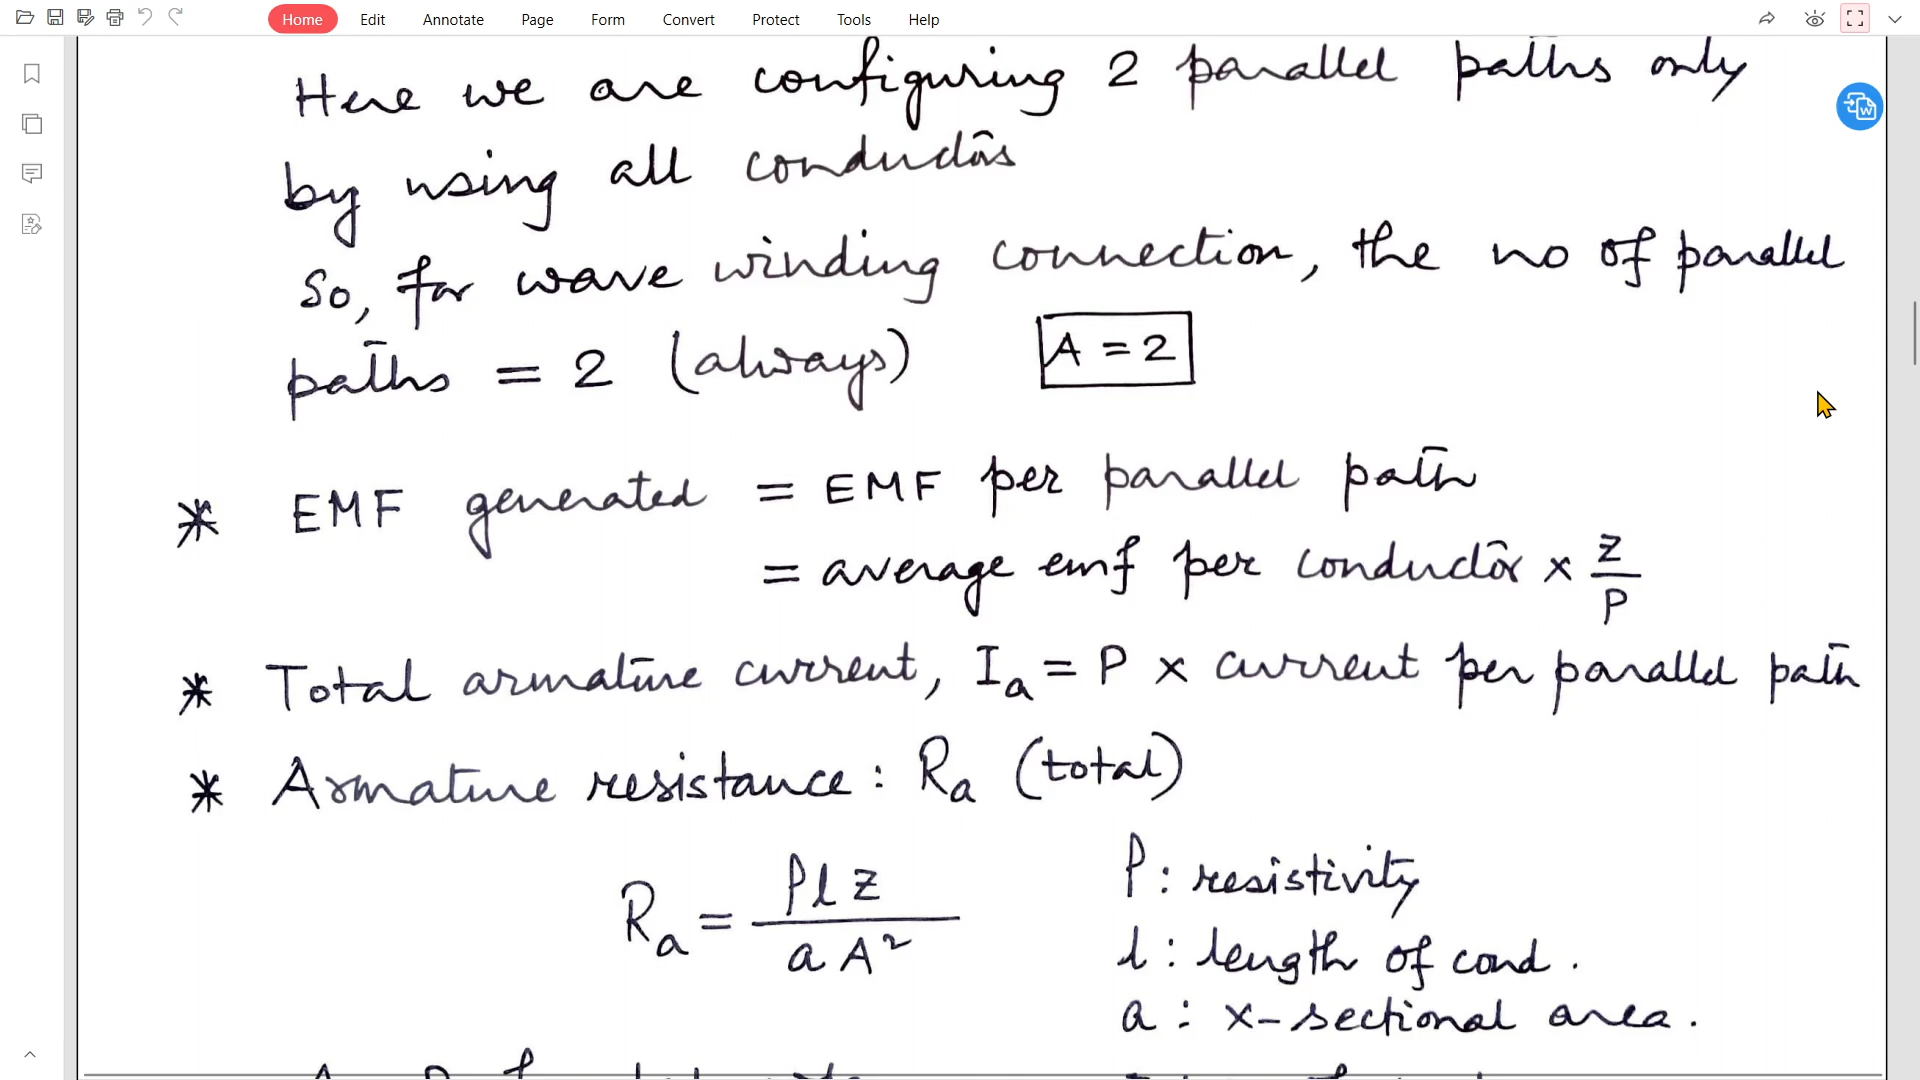 Home Edit Annotate Page Form Convert Protect Tools Help
Here we are configuring 2 parallel paths only
by using all conductors
So, for wave winding connection, the no of parallel
paths = 2 (always) A = 2
* EMF generated = EMF per parallel path
= average emf per conductor x Z/P
* Total armature current, Ia = P x current per parallel path
* Armature resistance : Ra (total)
Ra = ρlZ / aA²
ρ : resistivity
l : length of cond.
a : x-sectional area.